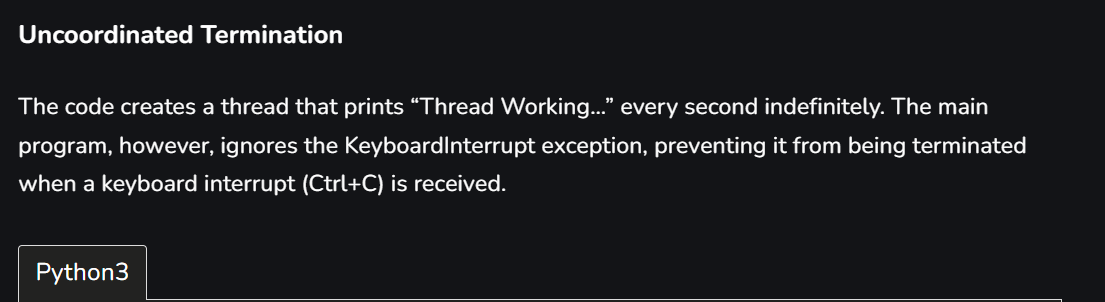 Uncoordinated Termination
The code creates a thread that prints “Thread Working…” every second indefinitely. The main
program, however, ignores the KeyboardInterrupt exception, preventing it from being terminated
when a keyboard interrupt (Ctrl+C) is received.
Python3